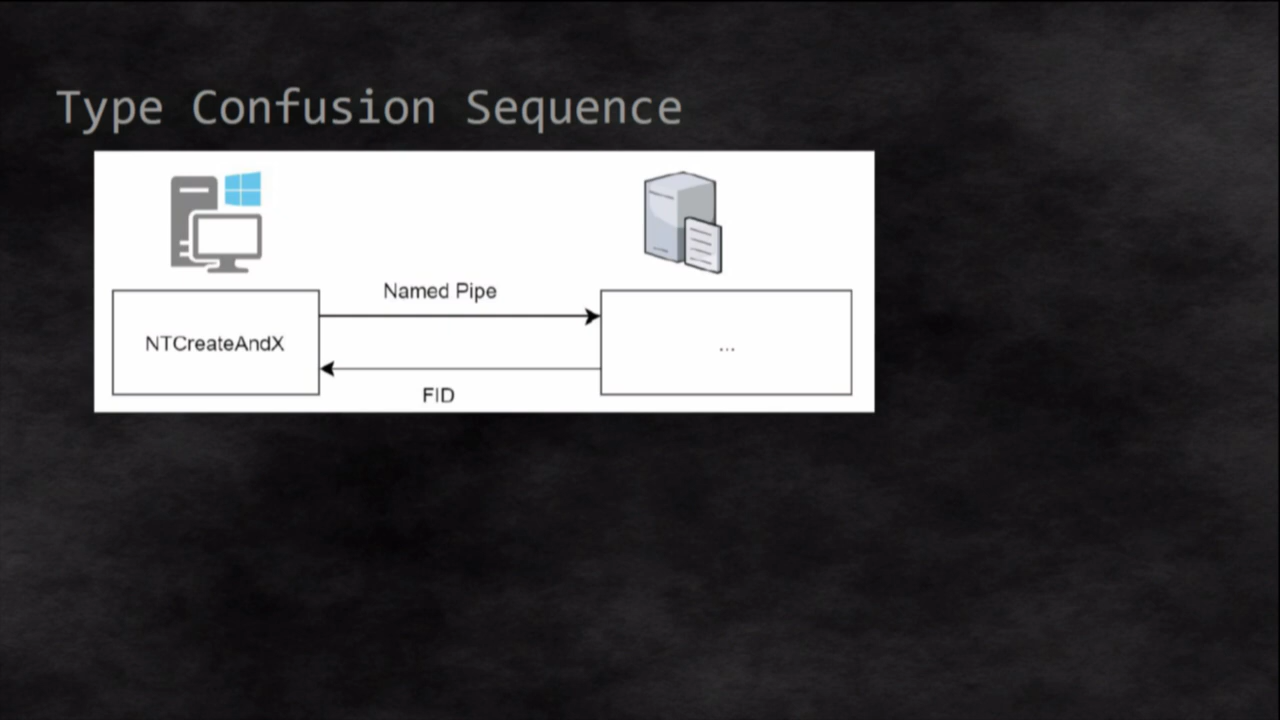 Type Confusion Sequence
Named Pipe
NTCreateAndX
...
FID